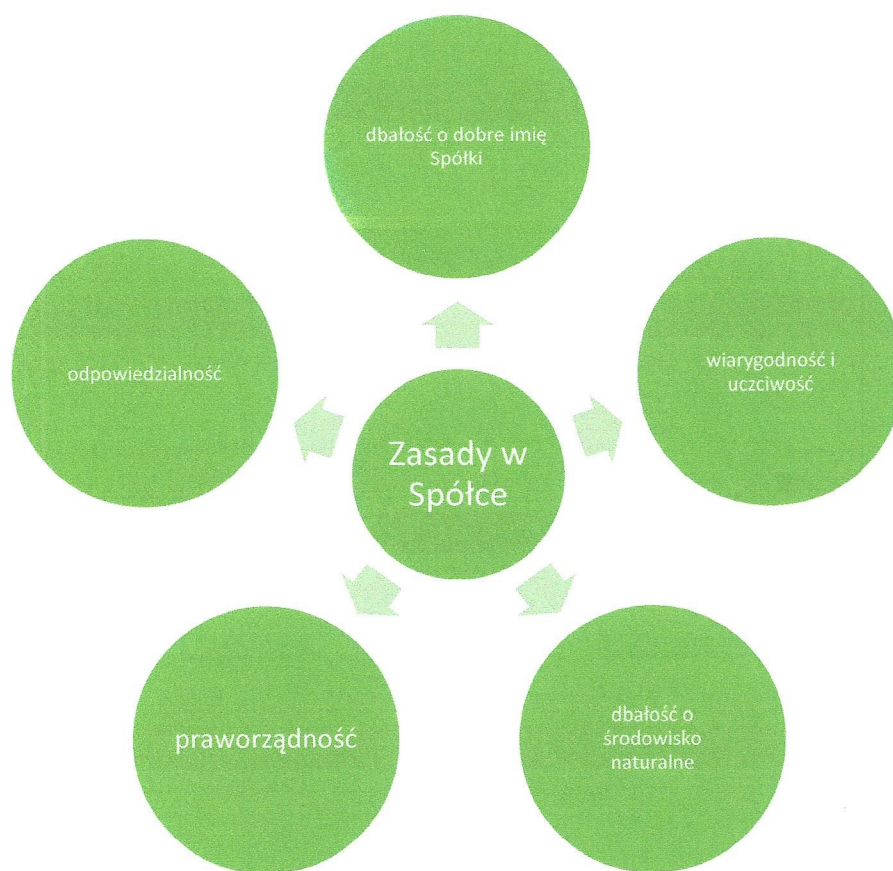 dbałość o dobre imię
Spółki
wiarygodność i
uczciwość
odpowiedzialność
Zasady w
Spółce
praworządność
dbałość o
środowisko
naturalne